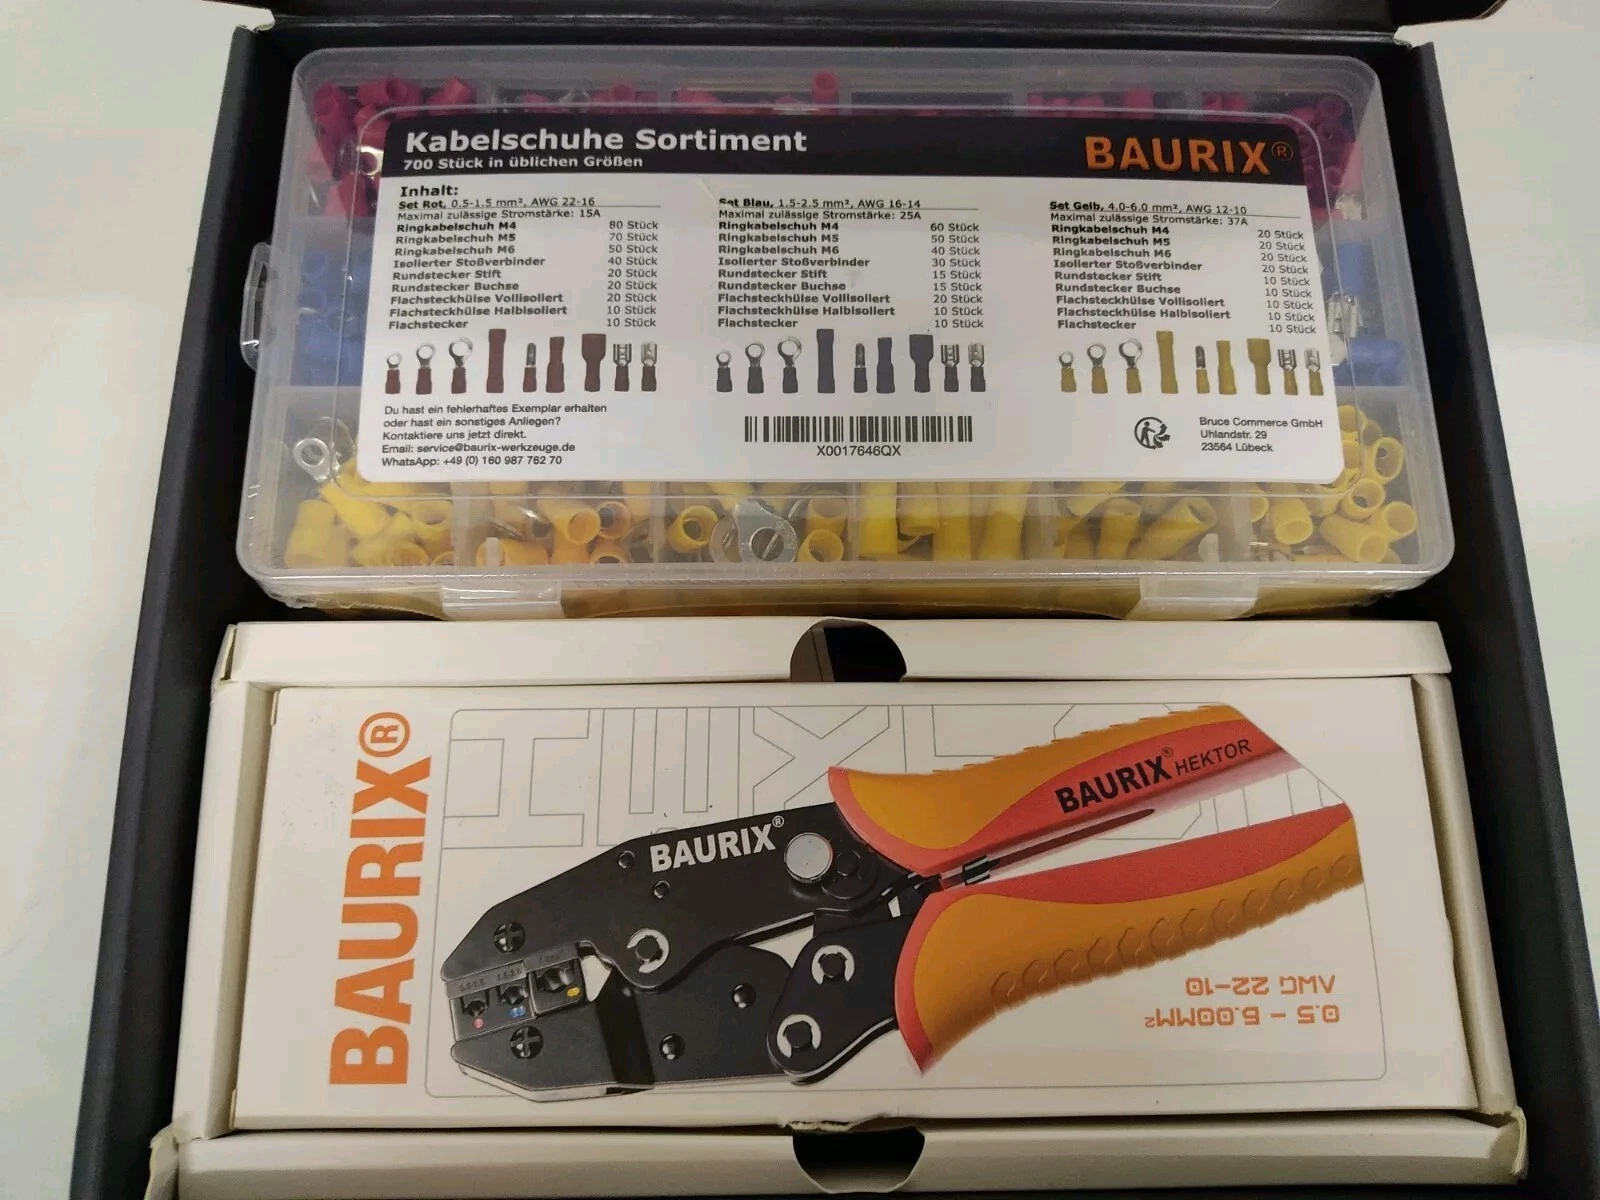 Kabelschuhe Sortiment
700 Stück in üblichen Größen
BAURIX®
Inhalt:
Set Rot, 0.5-1.5 mm², AWG 22-16
Maximal zulässige Stromstärke: 15A
Ringkabelschuh M4 80 Stück
Ringkabelschuh M5 70 Stück
Ringkabelschuh M6 50 Stück
Isolierter Stoßverbinder 40 Stück
Rundstecker Stift 20 Stück
Rundstecker Buchse 20 Stück
Flachsteckhülse Vollisoliert 20 Stück
Flachsteckhülse Halbisoliert 10 Stück
Flachstecker 10 Stück
Set Blau, 1.5-2.5 mm², AWG 16-14
Maximal zulässige Stromstärke: 25A
Ringkabelschuh M4 60 Stück
Ringkabelschuh M5 50 Stück
Ringkabelschuh M6 40 Stück
Isolierter Stoßverbinder 30 Stück
Rundstecker Stift 15 Stück
Rundstecker Buchse 15 Stück
Flachsteckhülse Vollisoliert 20 Stück
Flachsteckhülse Halbisoliert 10 Stück
Flachstecker 10 Stück
Set Gelb, 4.0-6.0 mm², AWG 12-10
Maximal zulässige Stromstärke: 37A
Ringkabelschuh M4 20 Stück
Ringkabelschuh M5 20 Stück
Ringkabelschuh M6 20 Stück
Isolierter Stoßverbinder 20 Stück
Rundstecker Stift 10 Stück
Rundstecker Buchse 10 Stück
Flachsteckhülse Vollisoliert 10 Stück
Flachsteckhülse Halbisoliert 10 Stück
Flachstecker 10 Stück
Du hast ein fehlerhaftes Exemplar erhalten
oder hast ein sonstiges Anliegen?
Kontaktiere uns jetzt direkt.
Email: service@baurix-werkzeuge.de
WhatsApp: +49 (0) 160 987 762 70
X0017646QX
Bruce Commerce GmbH
Uhlandstr. 29
23564 Lübeck
BAURIX®
BAURIX®
BAURIX® HEKTOR
0.5 - 6.00MM²
AWG 22-10